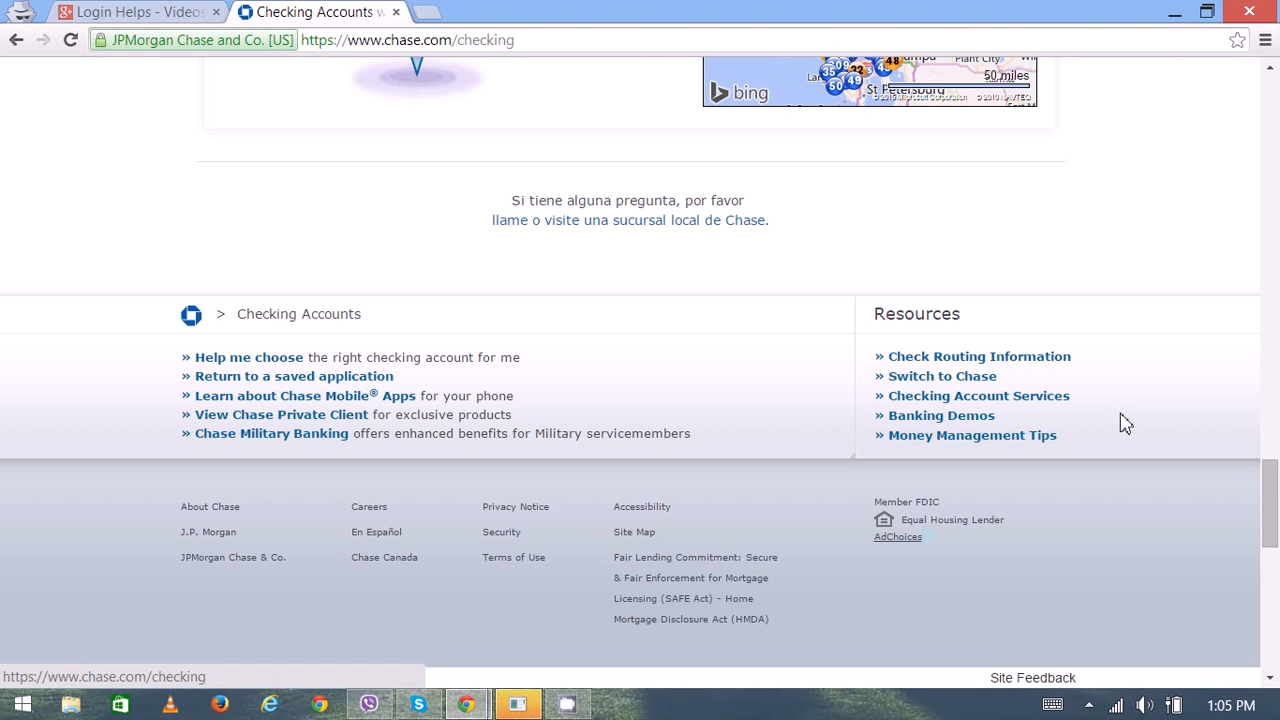 Login Helps - Videos
Checking Accounts w
JPMorgan Chase and Co. [US]
https://www.chase.com/checking
Plant City
48
35
49
50
St Petersburg
50 miles
bing
Si tiene alguna pregunta, por favor
llame o visite una sucursal local de Chase.
> Checking Accounts
» Help me choose the right checking account for me
» Return to a saved application
» Learn about Chase Mobile® Apps for your phone
» View Chase Private Client for exclusive products
» Chase Military Banking offers enhanced benefits for Military servicemembers
Resources
» Check Routing Information
» Switch to Chase
» Checking Account Services
» Banking Demos
» Money Management Tips
About Chase
J.P. Morgan
JPMorgan Chase & Co.
Careers
En Español
Chase Canada
Privacy Notice
Security
Terms of Use
Accessibility
Site Map
Fair Lending Commitment: Secure
& Fair Enforcement for Mortgage
Licensing (SAFE Act) - Home
Mortgage Disclosure Act (HMDA)
Member FDIC
Equal Housing Lender
AdChoices
https://www.chase.com/checking
Site Feedback
1:05 PM